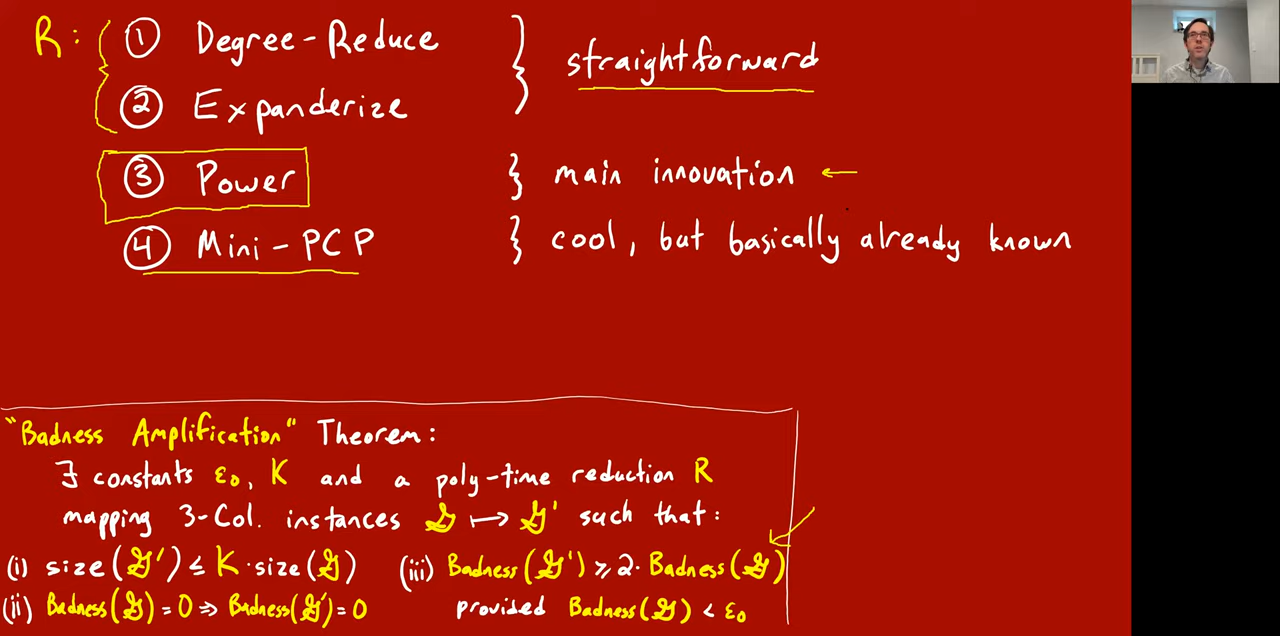 R: ① Degree-Reduce } straightforward
② Expanderize
③ Power } main innovation ←
④ Mini-PCP } cool, but basically already known
"Badness Amplification" Theorem:
∃ constants ε₀, K and a poly-time reduction R
mapping 3-Col. instances 𝒢 ↦ 𝒢' such that:
(i) size(𝒢') ≤ K·size(𝒢)
(ii) Badness(𝒢) = 0 ⇒ Badness(𝒢') = 0
(iii) Badness(𝒢') ≥ 2·Badness(𝒢)
provided Badness(𝒢) < ε₀